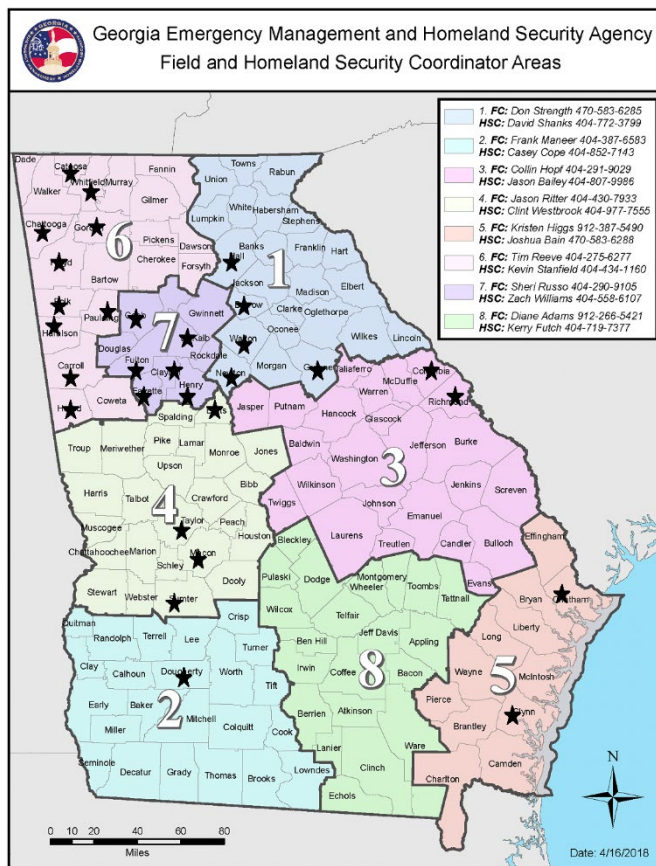 Georgia Emergency Management and Homeland Security Agency
Field and Homeland Security Coordinator Areas
1. FC: Don Strength 470-583-6285
HSC: David Shanks 404-772-3799
2. FC: Frank Maneer 404-387-6583
HSC: Casey Cope 404-852-7143
3. FC: Collin Hopf 404-291-9029
HSC: Jason Bailey 404-807-9986
4. FC: Jason Ritter 404-430-7933
HSC: Clint Westbrook 404-977-7555
5. FC: Kristen Higgs 912-387-5490
HSC: Joshua Bain 470-583-6288
6. FC: Tim Reeve 404-275-6277
HSC: Kevin Stanfield 404-434-1160
7. FC: Sheri Russo 404-290-9105
HSC: Zach Williams 404-558-6107
8. FC: Diane Adams 912-266-5421
HSC: Kerry Futch 404-719-7377
Dade
Catoosa
Fannin
Towns
Rabun
Walker
Whitfield
Murray
Union
Gilmer
White
Habersham
Lumpkin
Stephens
Chattooga
Pickens
Dawson
Banks
Franklin
Hart
Cherokee
Forsyth
6
1
Bartow
Jackson
Madison
Elbert
Gwinnett
Clarke
Oglethorpe
Paulding
Oconee
Wilkes
Lincoln
7
Douglas
Rockdale
Walton
Morgan
Fulton
Carroll
Henry
Newton
Taliaferro
Columbia
McDuffie
Coweta
Warren
Richmond
Spalding
Jasper
Putnam
Hancock
Glascock
Troup
Meriwether
Pike
Lamar
Monroe
Jones
Baldwin
Jefferson
Burke
Upson
Washington
3
Harris
Talbot
Crawford
Bibb
Wilkinson
Jenkins
Screven
4
Taylor
Peach
Twiggs
Johnson
Emanuel
Muscogee
Houston
Chattahoochee
Marion
Macon
Laurens
Treutlen
Candler
Bulloch
Effingham
Schley
Bleckley
Evans
Stewart
Webster
Sumter
Dooly
Pulaski
Dodge
Montgomery
Wheeler
Toombs
Tattnall
Bryan
Chatham
Quitman
Crisp
Wilcox
Telfair
Randolph
Terrell
Lee
Turner
Ben Hill
Jeff Davis
Appling
Long
Liberty
Clay
Calhoun
Dougherty
Worth
Tift
Irwin
Coffee
8
Bacon
Wayne
5
McIntosh
Early
Baker
2
Mitchell
Pierce
Miller
Colquitt
Cook
Berrien
Atkinson
Brantley
Glynn
Seminole
Lanier
Ware
Decatur
Grady
Thomas
Brooks
Lowndes
Clinch
Charlton
Camden
Echols
N
0 10 20 40 60 80
Miles
Date: 4/16/2018